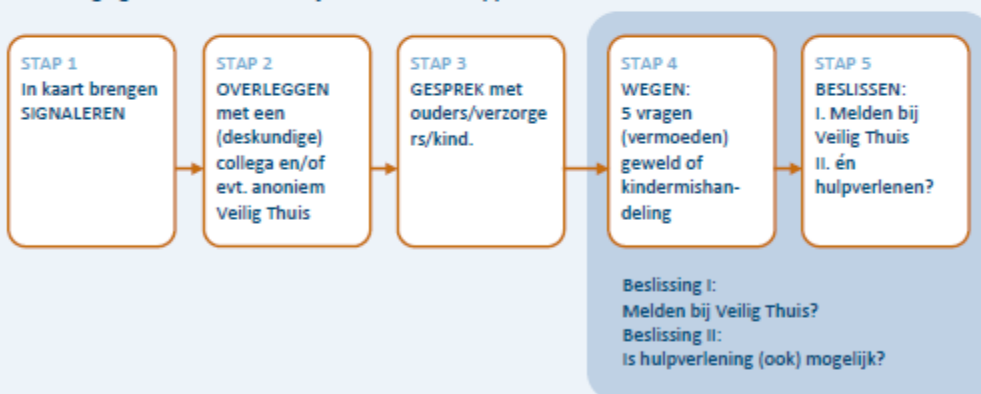 STAP 1
In kaart brengen
SIGNALEREN
STAP 2
OVERLEGGEN
met een
(deskundige)
collega en/of
evt. anoniem
Veilig Thuis
STAP 3
GESPREK met
ouders/verzorge
rs/kind.
STAP 4
WEGEN:
5 vragen
(vermoeden)
geweld of
kindermishan-
deling
STAP 5
BESLISSEN:
I. Melden bij
Veilig Thuis
II. én
hulpverlenen?
Beslissing I:
Melden bij Veilig Thuis?
Beslissing II:
Is hulpverlening (ook) mogelijk?